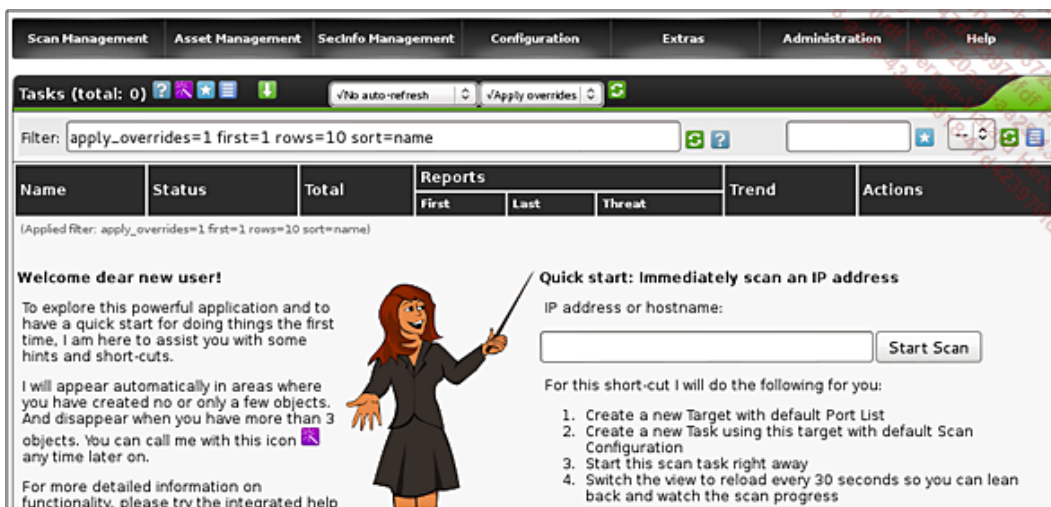 Scan Management Asset Management SecInfo Management Configuration Extras Administration Help
Tasks (total: 0) √No auto-refresh √Apply overrides
Filter: apply_overrides=1 first=1 rows=10 sort=name --
Name Status Total Reports Trend Actions
First Last Threat
(Applied filter: apply_overrides=1 first=1 rows=10 sort=name)
Welcome dear new user!
To explore this powerful application and to
have a quick start for doing things the first
time, I am here to assist you with some
hints and short-cuts.
I will appear automatically in areas where
you have created no or only a few objects.
And disappear when you have more than 3
objects. You can call me with this icon
any time later on.
For more detailed information on
functionality, please try the integrated help
Quick start: Immediately scan an IP address
IP address or hostname:
Start Scan
For this short-cut I will do the following for you:
1. Create a new Target with default Port List
2. Create a new Task using this target with default Scan
Configuration
3. Start this scan task right away
4. Switch the view to reload every 30 seconds so you can lean
back and watch the scan progress